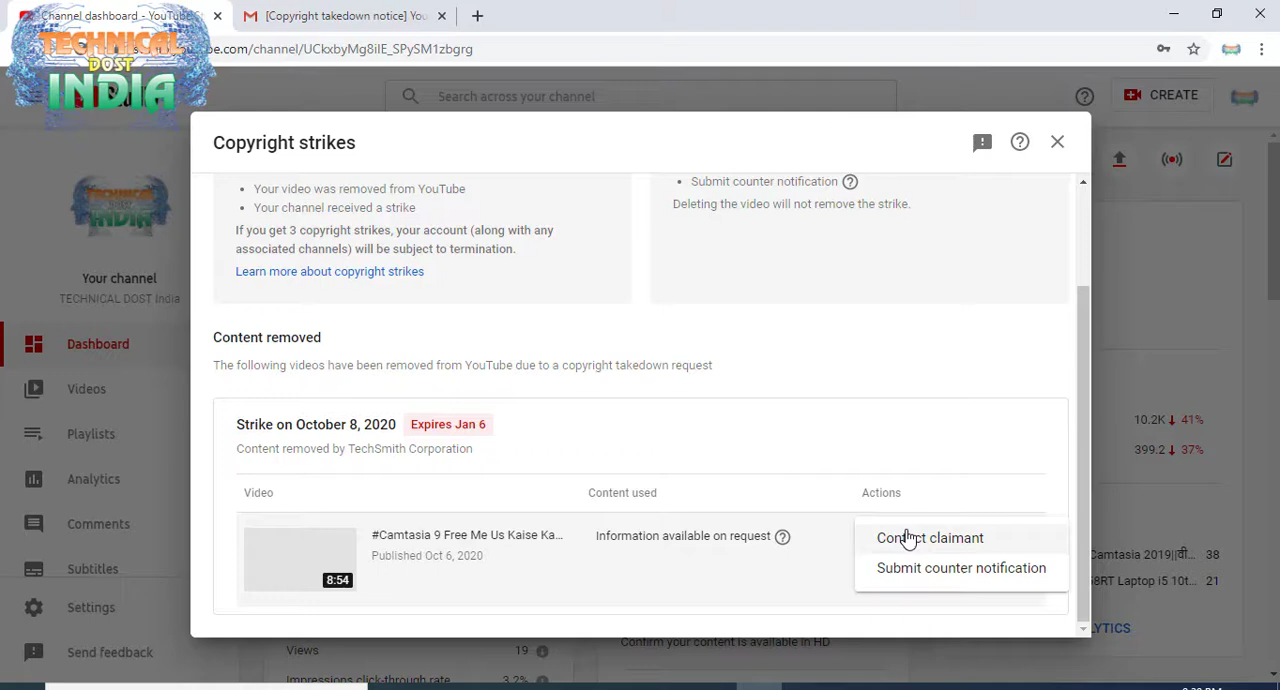 Channel dashboard - YouTube
[Copyright takedown notice] You
TECHNICAL
DOST
INDIA
be.com/channel/UCkxbyMg8ilE_SPySM1zbgrg
Search across your channel
CREATE
Copyright strikes
Your video was removed from YouTube
Your channel received a strike
If you get 3 copyright strikes, your account (along with any
associated channels) will be subject to termination.
Learn more about copyright strikes
Submit counter notification
Deleting the video will not remove the strike.
Your channel
TECHNICAL DOST India
Dashboard
Videos
Playlists
Analytics
Comments
Subtitles
Settings
Send feedback
Content removed
The following videos have been removed from YouTube due to a copyright takedown request
Strike on October 8, 2020 Expires Jan 6
Content removed by TechSmith Corporation
Video Content used Actions
8:54
#Camtasia 9 Free Me Us Kaise Ka...
Published Oct 6, 2020
Information available on request
Contact claimant
Submit counter notification
10.2K 41%
399.2 37%
Camtasia 2019||वी... 38
58RT Laptop i5 10t... 21
LYTICS
Views 19
Impressions click-through rate 3.2%
Confirm your content is available in HD